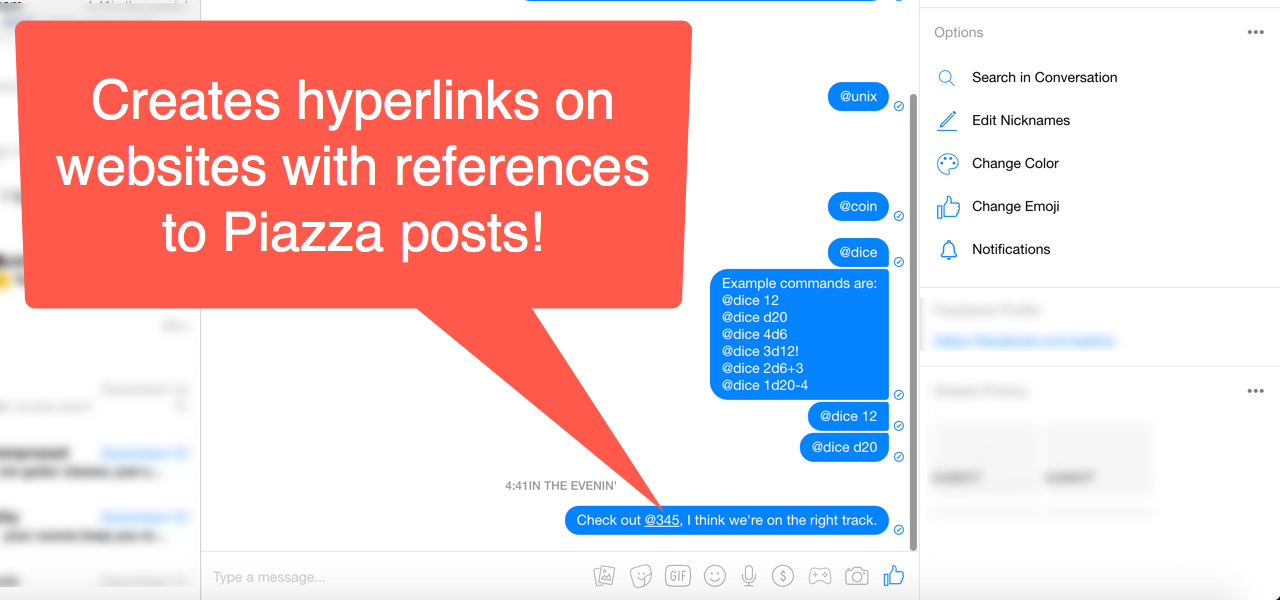 Creates hyperlinks on
websites with references
to Piazza posts!
@unix
@coin
@dice
Example commands are:
@dice 12
@dice d20
@dice 4d6
@dice 3d12!
@dice 2d6+3
@dice 1d20-4
@dice 12
@dice d20
4:41IN THE EVENIN'
Check out @345, I think we're on the right track.
Type a message...
GIF
$
Options
Search in Conversation
Edit Nicknames
Change Color
Change Emoji
Notifications